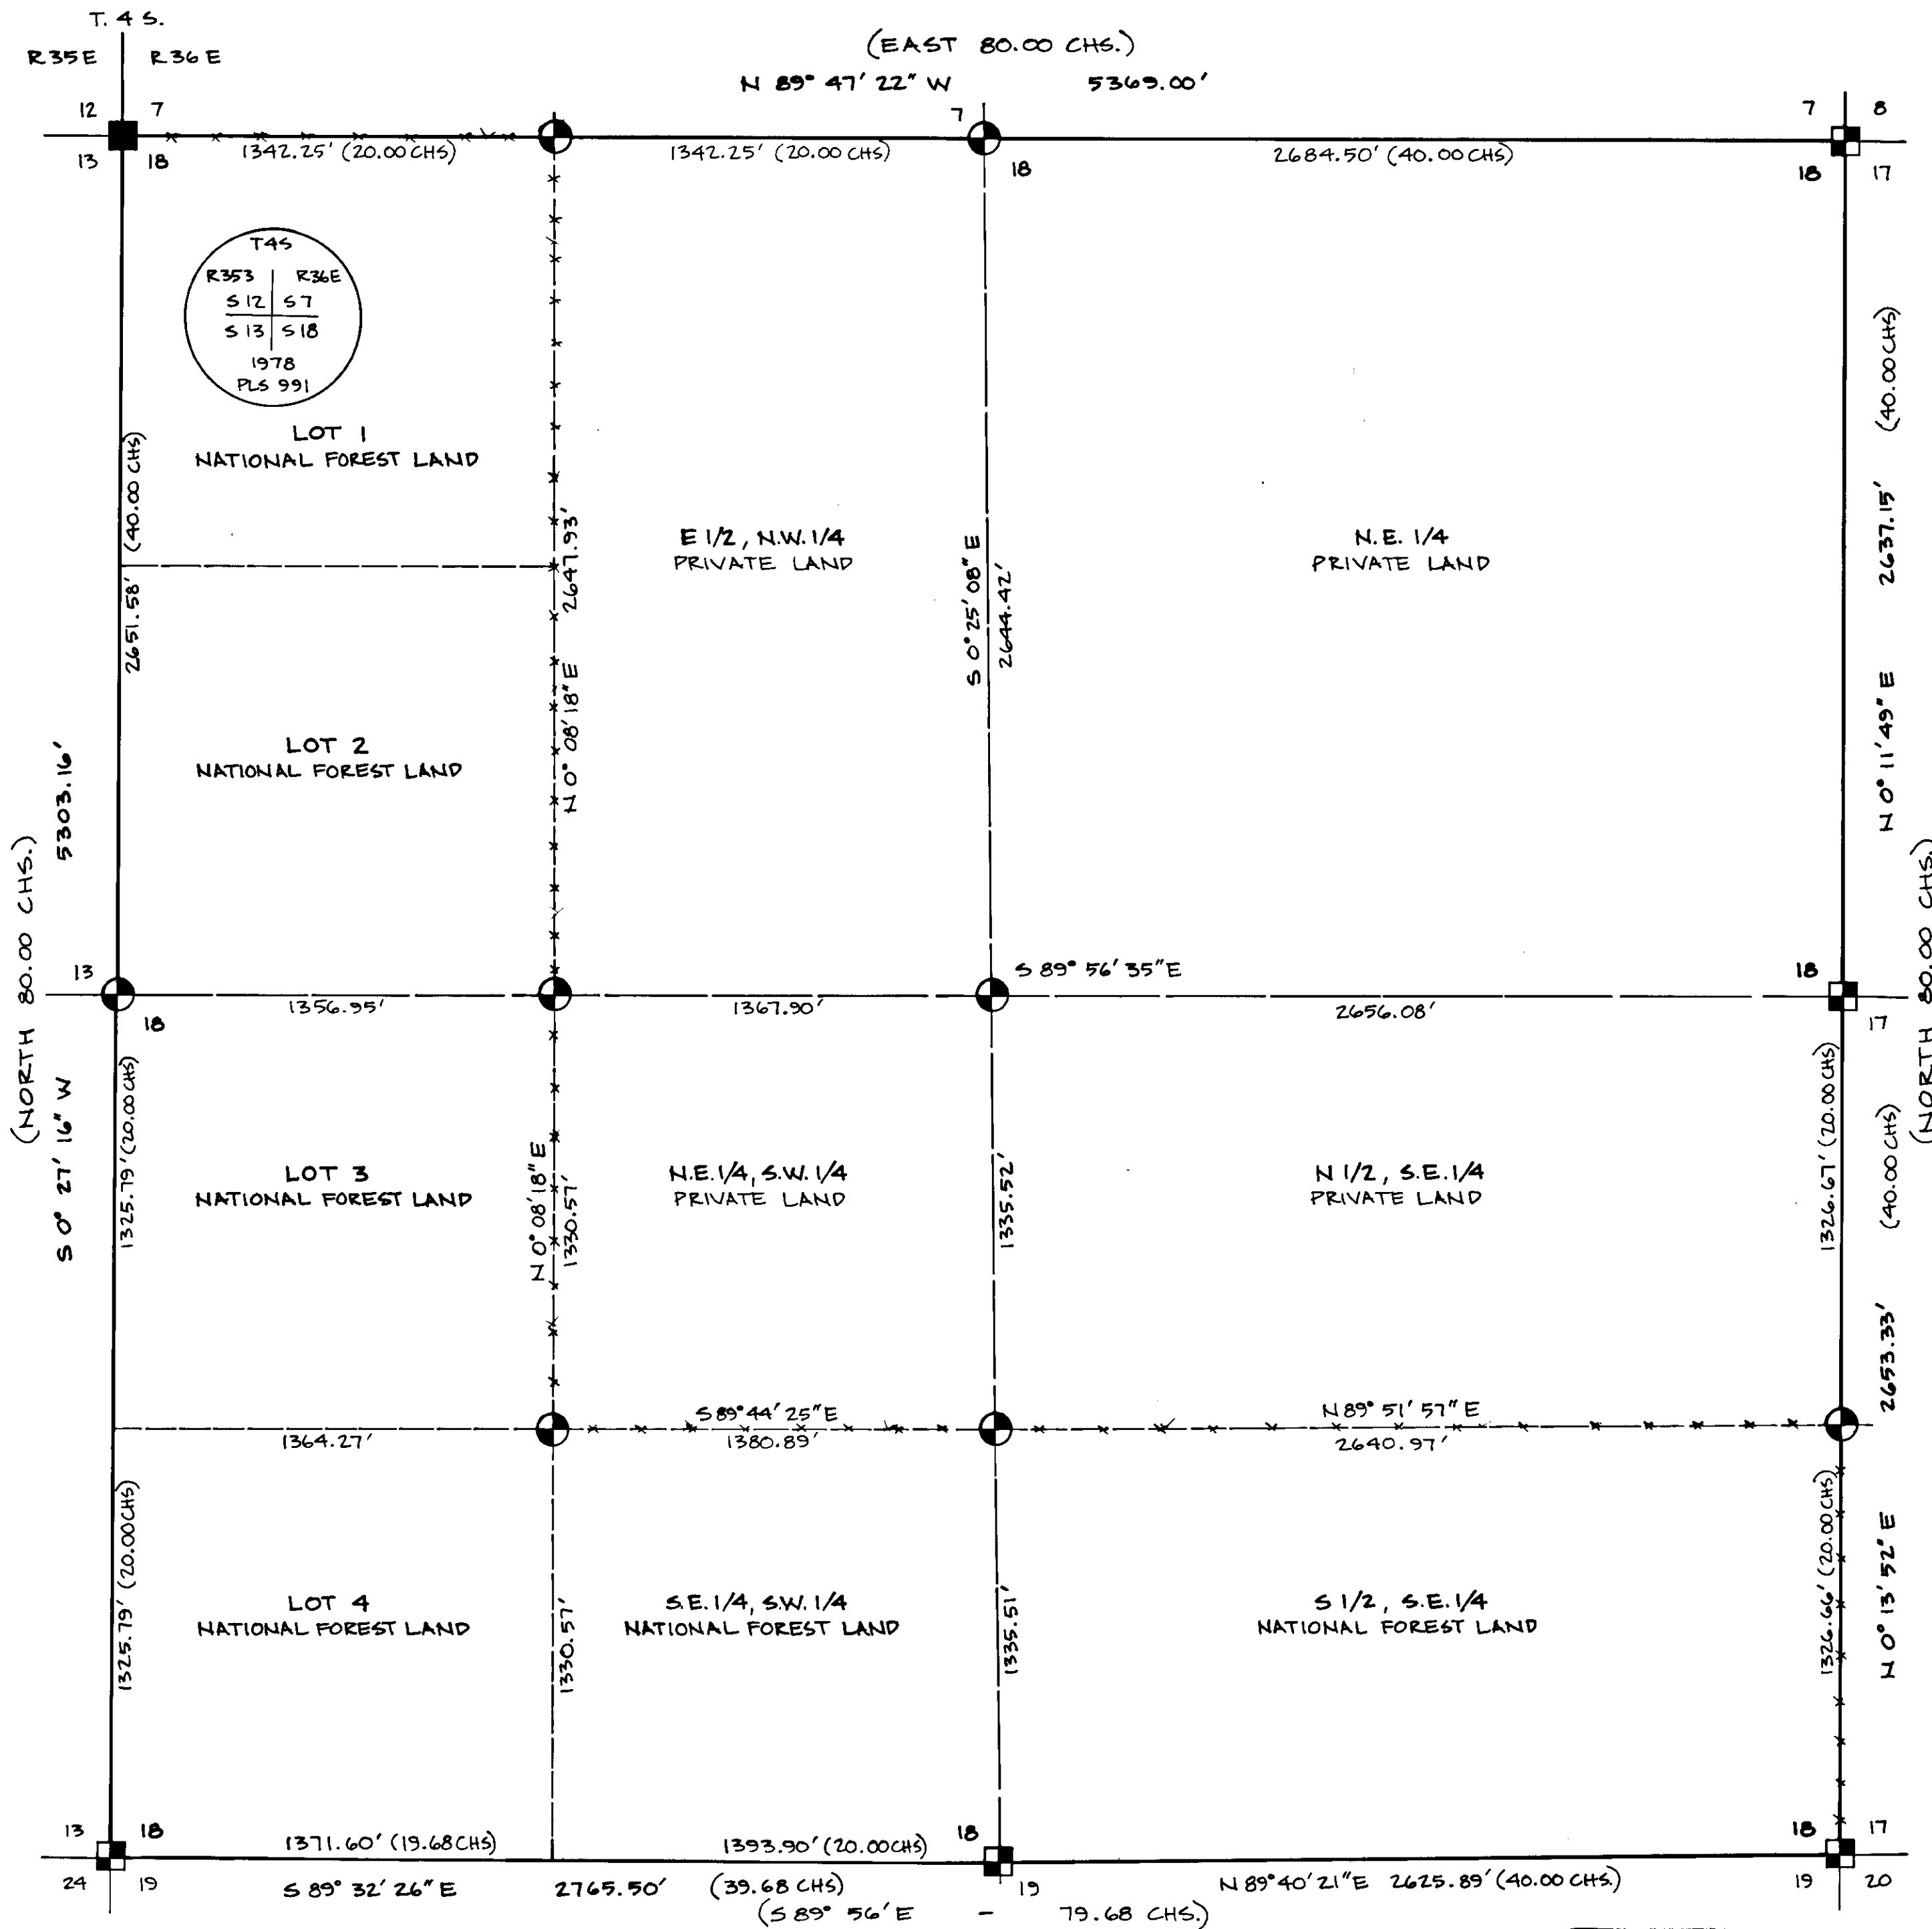 T. 4 S.
R35E R36E
(EAST 80.00 CHS.)
N 89° 47' 22" W 5369.00'
12 7
7
7 8
13 18
1342.25' (20.00 CHS)
1342.25' (20.00 CHS)
18
2684.50' (40.00 CHS)
18 17
T4S
R353 R36E
S 12 S 7
S 13 S 18
1978
PLS 991
LOT 1
NATIONAL FOREST LAND
2651.58' (40.00 CHS)
N 0° 08' 18" E 2647.93'
E 1/2, N.W. 1/4
PRIVATE LAND
S 0° 25' 08" E
2644.42'
N.E. 1/4
PRIVATE LAND
N 0° 11' 49" E 2637.15' (40.00 CHS)
LOT 2
NATIONAL FOREST LAND
(NORTH 80.00 CHS.)
S 0° 27' 16" W 5303.16'
(NORTH 80.00 CHS.)
13
18
1356.95'
1367.90'
S 89° 56' 35" E
2656.08'
18
17
1325.79' (20.00 CHS)
LOT 3
NATIONAL FOREST LAND
N 0° 08' 18" E
1330.57'
N.E. 1/4, S.W. 1/4
PRIVATE LAND
1335.52'
N 1/2, S.E. 1/4
PRIVATE LAND
1326.67' (20.00 CHS)
N 0° 13' 52" E 2653.33' (40.00 CHS)
1364.27'
S 89° 44' 25" E
1380.89'
N 89° 51' 57" E
2640.97'
1325.79' (20.00 CHS)
LOT 4
NATIONAL FOREST LAND
1330.57'
S.E. 1/4, S.W. 1/4
NATIONAL FOREST LAND
1335.51'
S 1/2, S.E. 1/4
NATIONAL FOREST LAND
1326.66' (20.00 CHS)
13 18
1371.60' (19.68 CHS)
1393.90' (20.00 CHS)
18
18 17
24 19
S 89° 32' 26" E 2765.50' (39.68 CHS)
19
N 89° 40' 21" E 2625.89' (40.00 CHS.)
19 20
(S 89° 56' E - 79.68 CHS.)